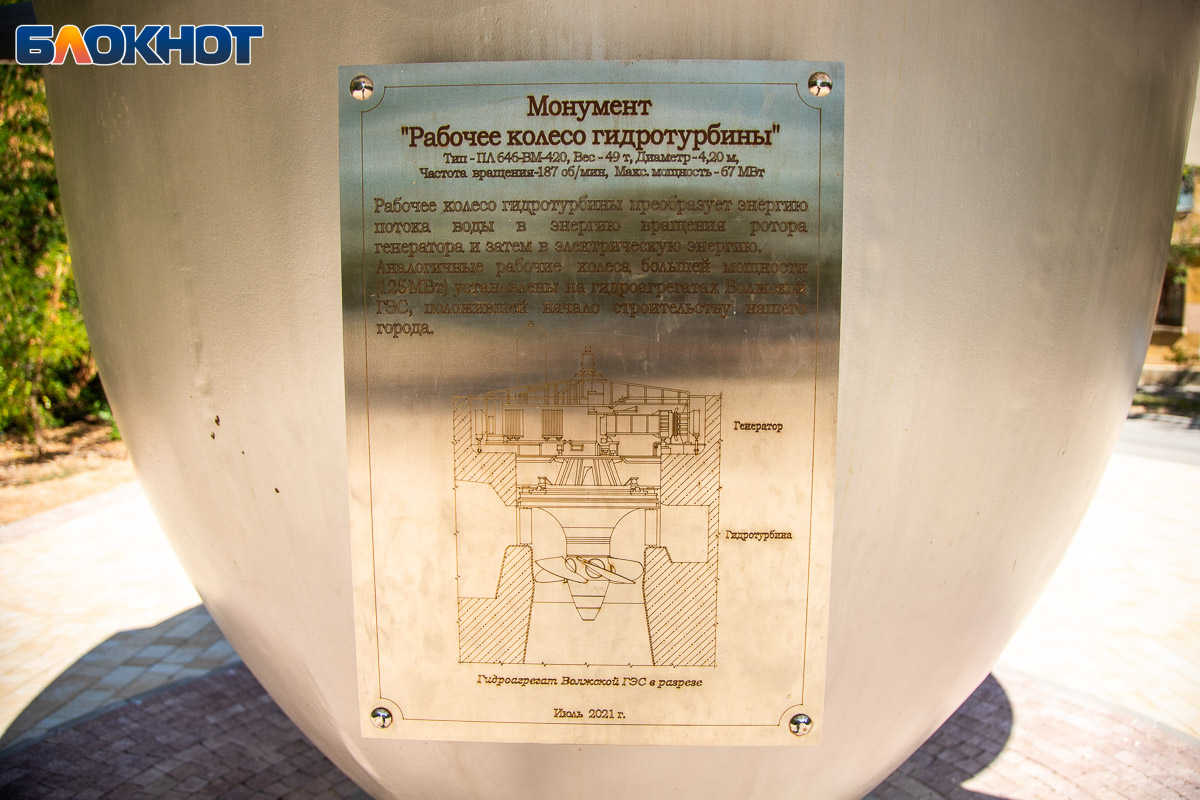 БЛОКНОТ
Монумент
"Рабочее колесо гидротурбины"
Тип - ПЛ 646-ВМ-420, Вес - 49 т, Диаметр - 4,20 м,
Частота вращения-187 об/мин, Макс. мощность - 67 МВт
Рабочее колесо гидротурбины преобразует энергию
потока воды в энергию вращения ротора
генератора и затем в электрическую энергию.
Аналогичные рабочие колеса большей мощности
(125МВт) установлены на гидроагрегатах Волжской
ГЭС, положившей начало строительству нашего
города.
Генератор
Гидротурбина
Гидроагрегат Волжской ГЭС в разрезе
Июль 2021 г.